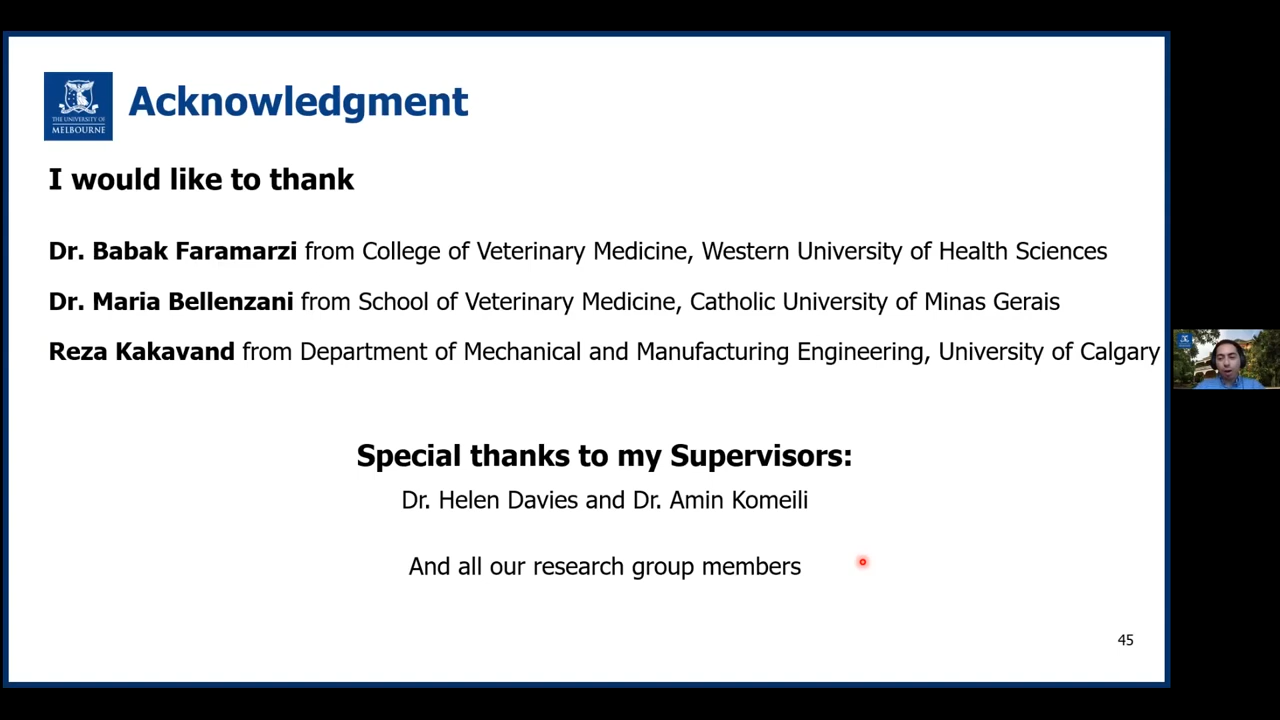 Acknowledgment
THE UNIVERSITY OF
MELBOURNE
I would like to thank
Dr. Babak Faramarzi from College of Veterinary Medicine, Western University of Health Sciences
Dr. Maria Bellenzani from School of Veterinary Medicine, Catholic University of Minas Gerais
Reza Kakavand from Department of Mechanical and Manufacturing Engineering, University of Calgary
Special thanks to my Supervisors:
Dr. Helen Davies and Dr. Amin Komeili
And all our research group members
45